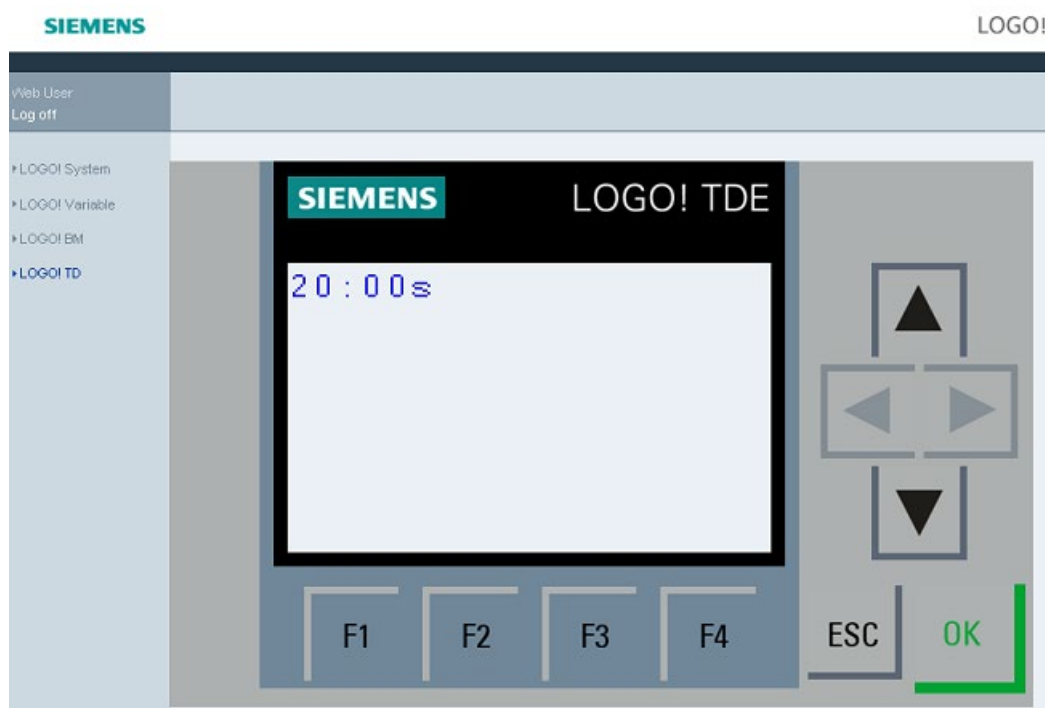 SIEMENS
LOGO!
Web User
Log off
LOGO! System
LOGO! Variable
LOGO! BM
LOGO! TD
SIEMENS
LOGO! TDE
20:00s
F1
F2
F3
F4
ESC
OK